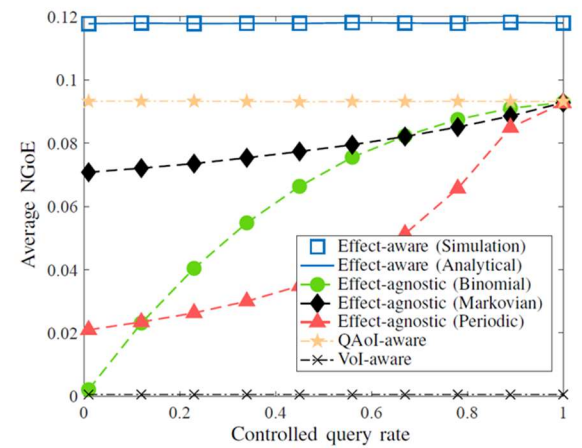 0.12
0.1
0.08
0.06
0.04
0.02
0
Average NGoE
Effect-aware (Simulation)
Effect-aware (Analytical)
Effect-agnostic (Binomial)
Effect-agnostic (Markovian)
Effect-agnostic (Periodic)
QAoI-aware
VoI-aware
0 0.2 0.4 0.6 0.8 1
Controlled query rate